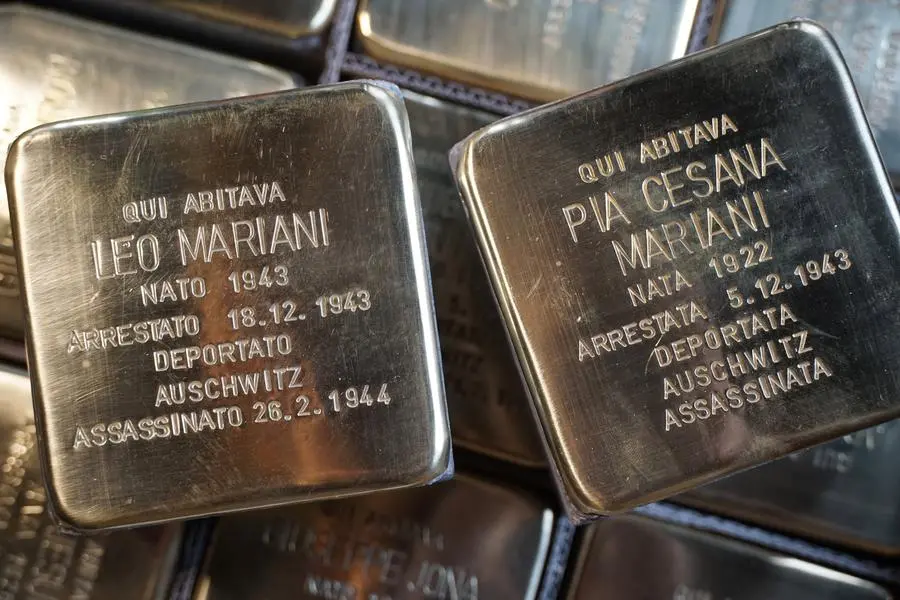 QUI ABITAVA
LEO MARIANI
NATO 1943
ARRESTATO 18.12.1943
DEPORTATO
AUSCHWITZ
ASSASSINATO 26.2.1944
QUI ABITAVA
PIA CESANA
MARIANI
NATA 1922
ARRESTATA 5.12.1943
DEPORTATA
AUSCHWITZ
ASSASSINATA
JONA